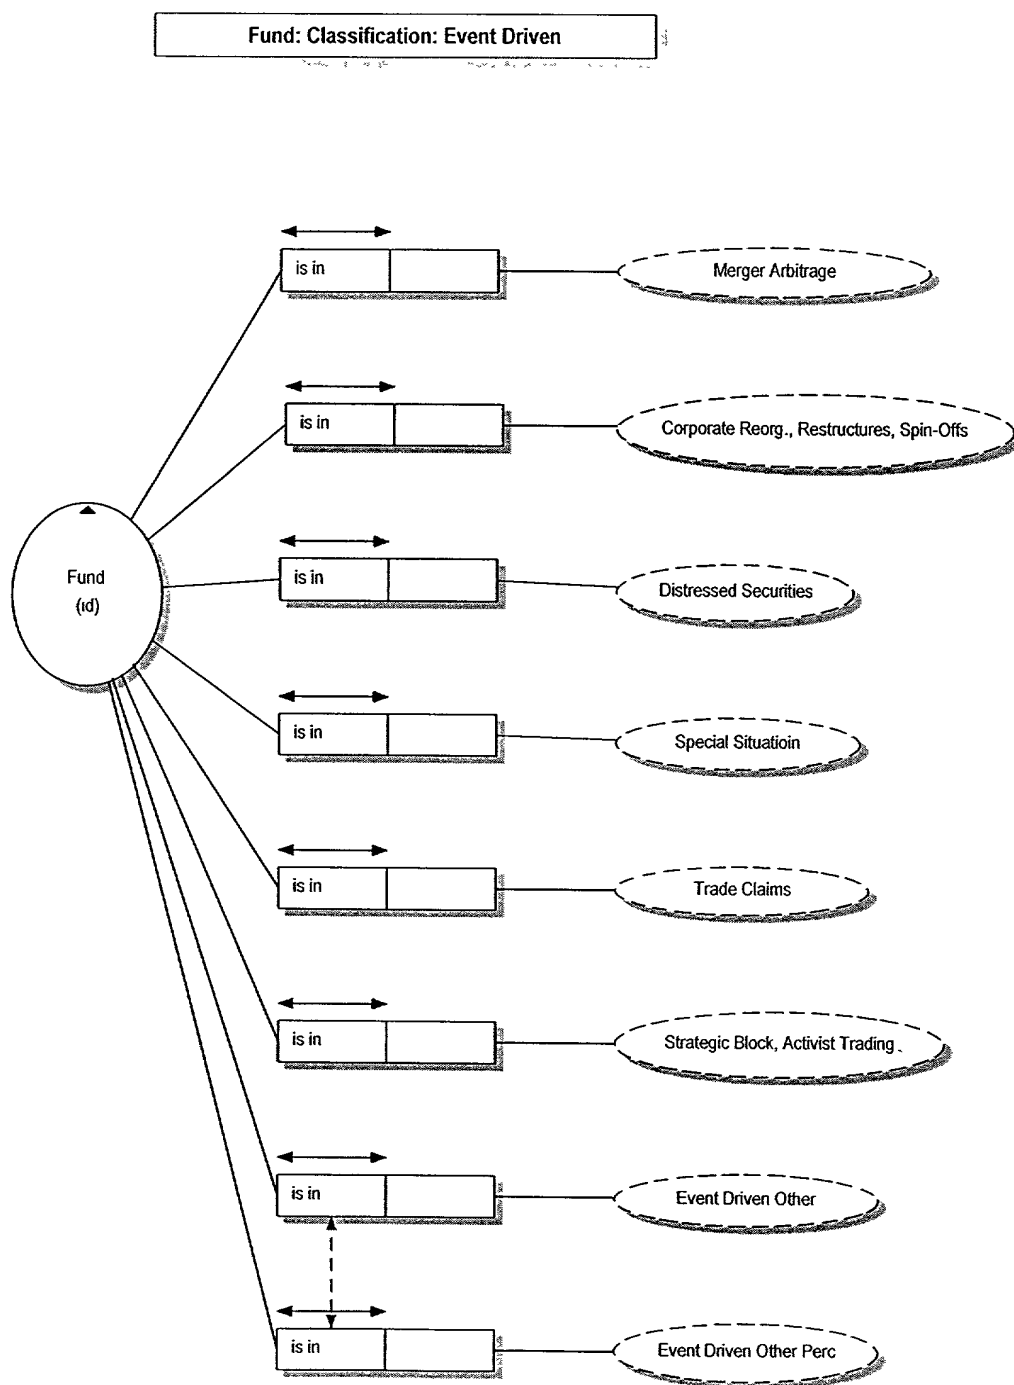 Fund: Classification: Event Driven
is in
Merger Arbitrage
is in
Corporate Reorg., Restructures, Spin-Offs
Fund
(id)
is in
Distressed Securities
is in
Special Situatioin
is in
Trade Claims
is in
Strategic Block, Activist Trading
is in
Event Driven Other
is in
Event Driven Other Perc